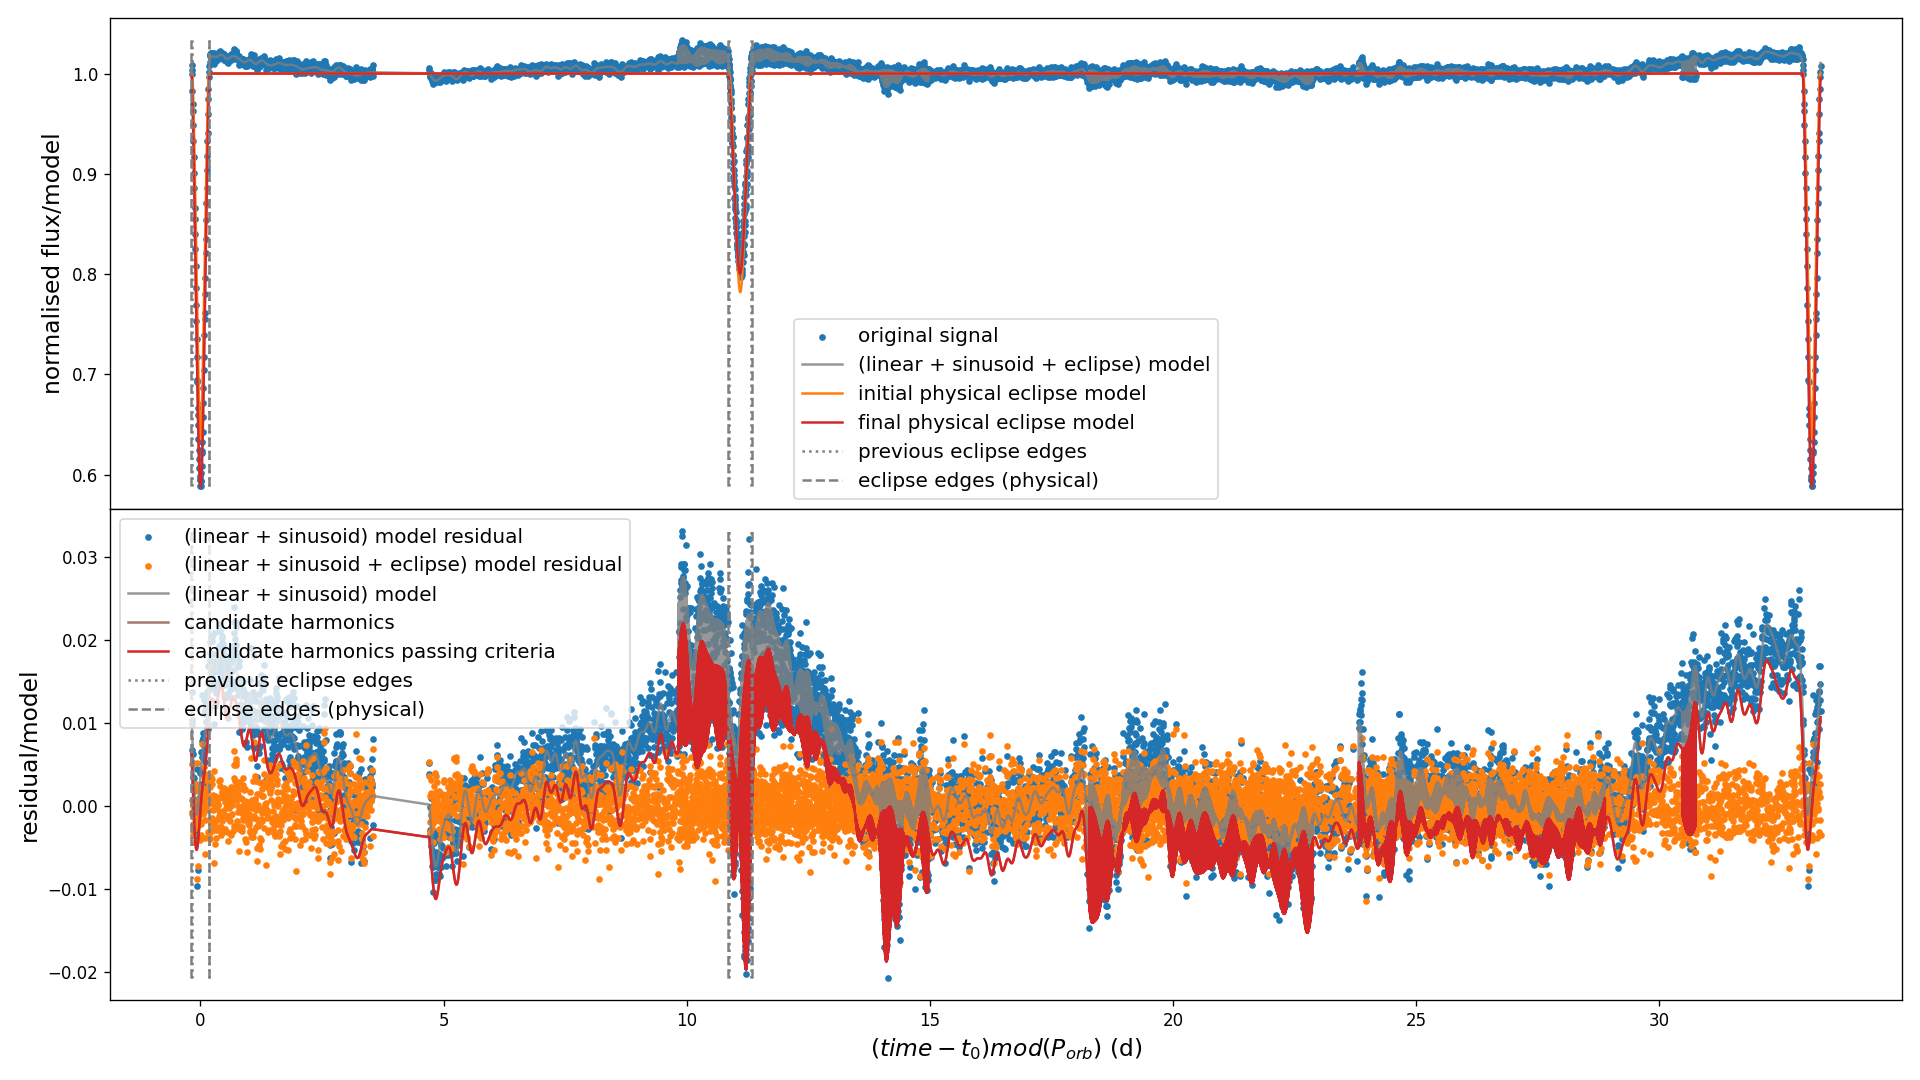 normalised flux/model
1.0
0.9
0.8
0.7
0.6
original signal
(linear + sinusoid + eclipse) model
initial physical eclipse model
final physical eclipse model
previous eclipse edges
eclipse edges (physical)
residual/model
0.03
0.02
0.01
0.00
−0.01
−0.02
(linear + sinusoid) model residual
(linear + sinusoid + eclipse) model residual
(linear + sinusoid) model
candidate harmonics
candidate harmonics passing criteria
previous eclipse edges
eclipse edges (physical)
0 5 10 15 20 25 30
(time − t₀)mod(P_orb) (d)